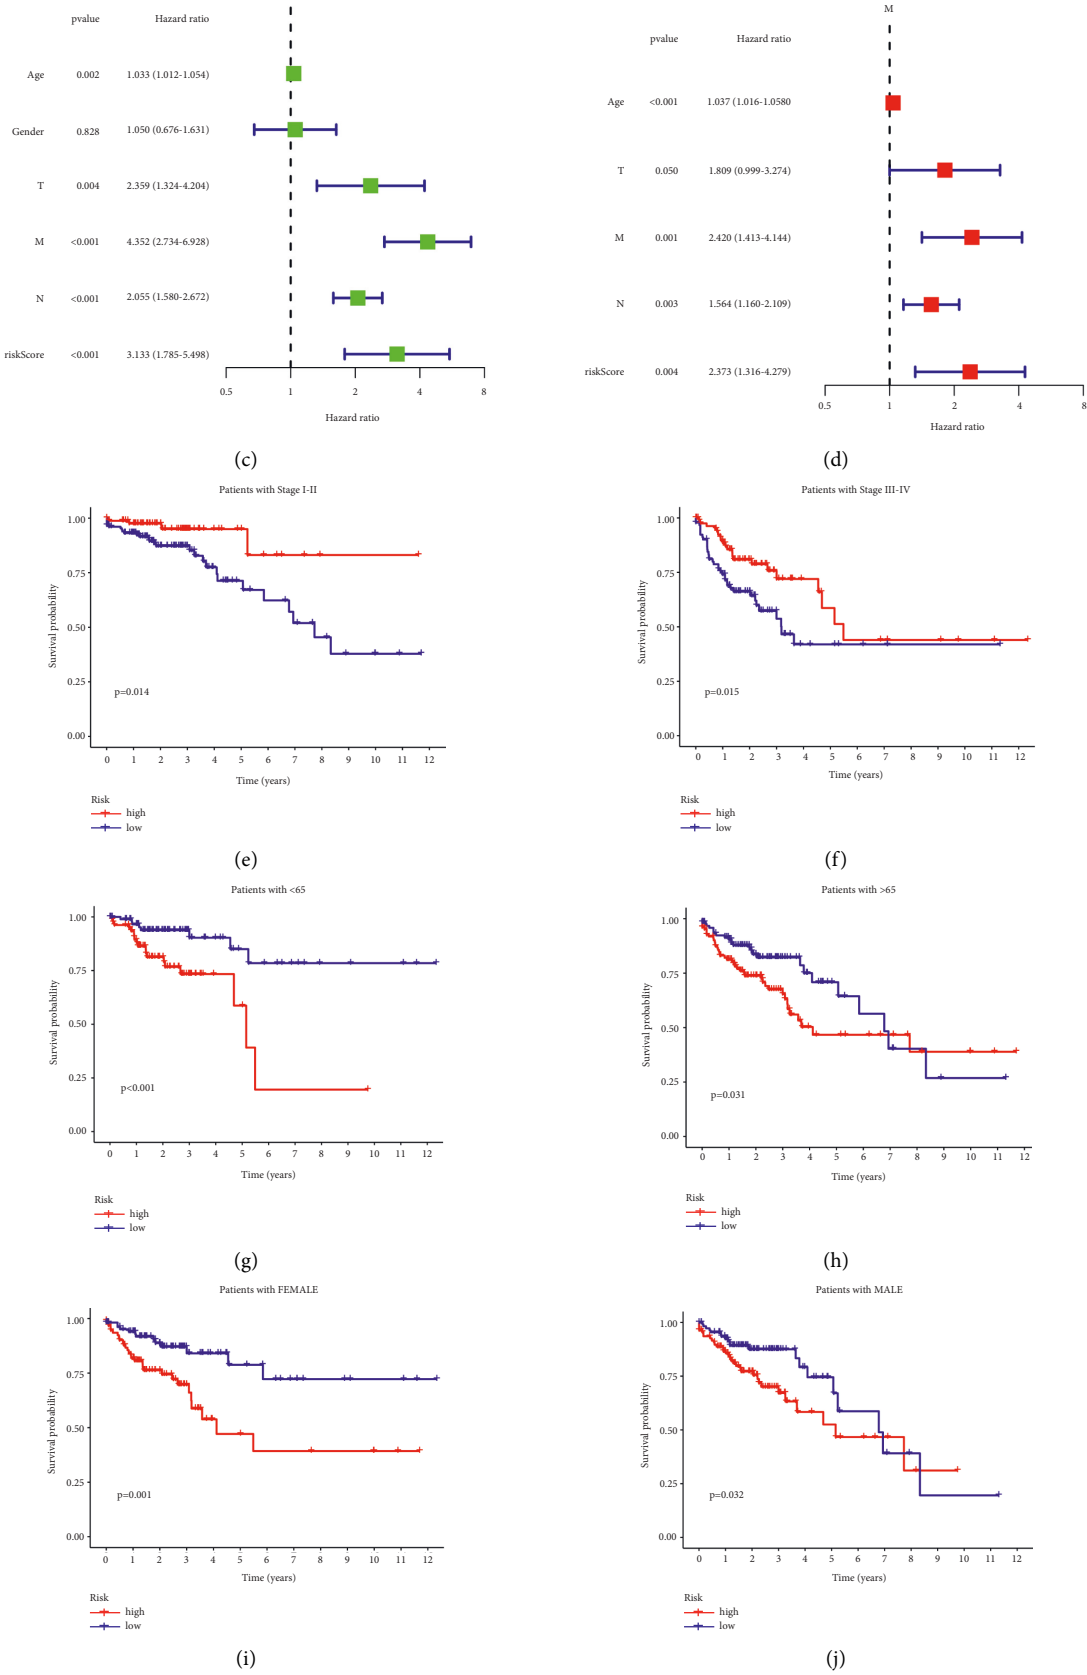 pvalue Hazard ratio
Age 0.002 1.033 (1.012-1.054)
Gender 0.828 1.050 (0.676-1.631)
T 0.004 2.359 (1.324-4.204)
M <0.001 4.352 (2.734-6.928)
N <0.001 2.055 (1.580-2.672)
riskScore <0.001 3.133 (1.785-5.498)
0.5 1 2 4 8
Hazard ratio
(c)
M
pvalue Hazard ratio
Age <0.001 1.037 (1.016-1.0580
T 0.050 1.809 (0.999-3.274)
M 0.001 2.420 (1.413-4.144)
N 0.003 1.564 (1.160-2.109)
riskScore 0.004 2.373 (1.316-4.279)
0.5 1 2 4 8
Hazard ratio
(d)
Patients with Stage I-II
Survival probability
1.00
0.75
0.50
0.25
0.00
p=0.014
0 1 2 3 4 5 6 7 8 9 10 11 12
Time (years)
Risk
high
low
(e)
Patients with Stage III-IV
Survival probability
1.00
0.75
0.50
0.25
0.00
p=0.015
0 1 2 3 4 5 6 7 8 9 10 11 12
Time (years)
Risk
high
low
(f)
Patients with <65
Survival probability
1.00
0.75
0.50
0.25
0.00
p<0.001
0 1 2 3 4 5 6 7 8 9 10 11 12
Time (years)
Risk
high
low
(g)
Patients with >65
Survival probability
1.00
0.75
0.50
0.25
0.00
p=0.031
0 1 2 3 4 5 6 7 8 9 10 11 12
Time (years)
Risk
high
low
(h)
Patients with FEMALE
Survival probability
1.00
0.75
0.50
0.25
0.00
p=0.001
0 1 2 3 4 5 6 7 8 9 10 11 12
Time (years)
Risk
high
low
(i)
Patients with MALE
Survival probability
1.00
0.75
0.50
0.25
0.00
p=0.032
0 1 2 3 4 5 6 7 8 9 10 11 12
Time (years)
Risk
high
low
(j)